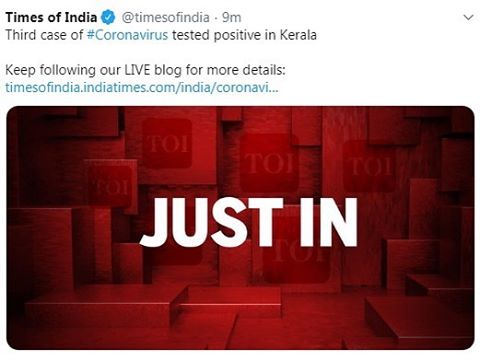 Times of India @timesofindia · 9m
Third case of #Coronavirus tested positive in Kerala
Keep following our LIVE blog for more details:
timesofindia.indiatimes.com/india/coronavi...
TOI
TOI
TOI
TOI
JUST IN
TOI